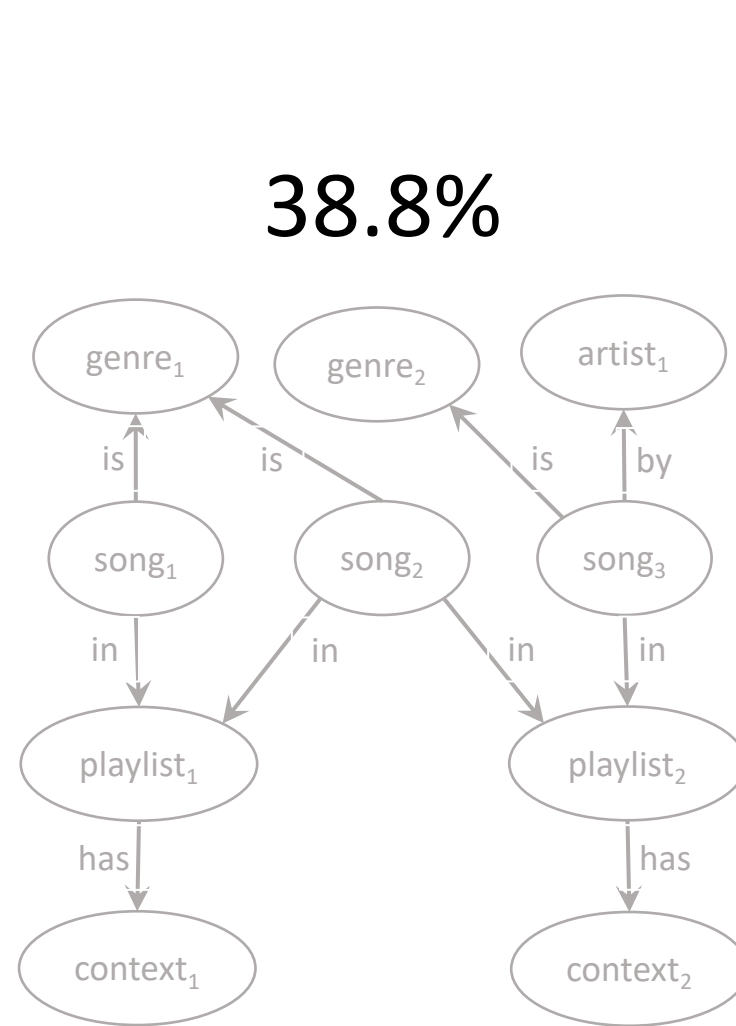 38.8%
genre₁ genre₂ artist₁
is is is by
song₁ song₂ song₃
in in in in
playlist₁ playlist₂
has has
context₁ context₂